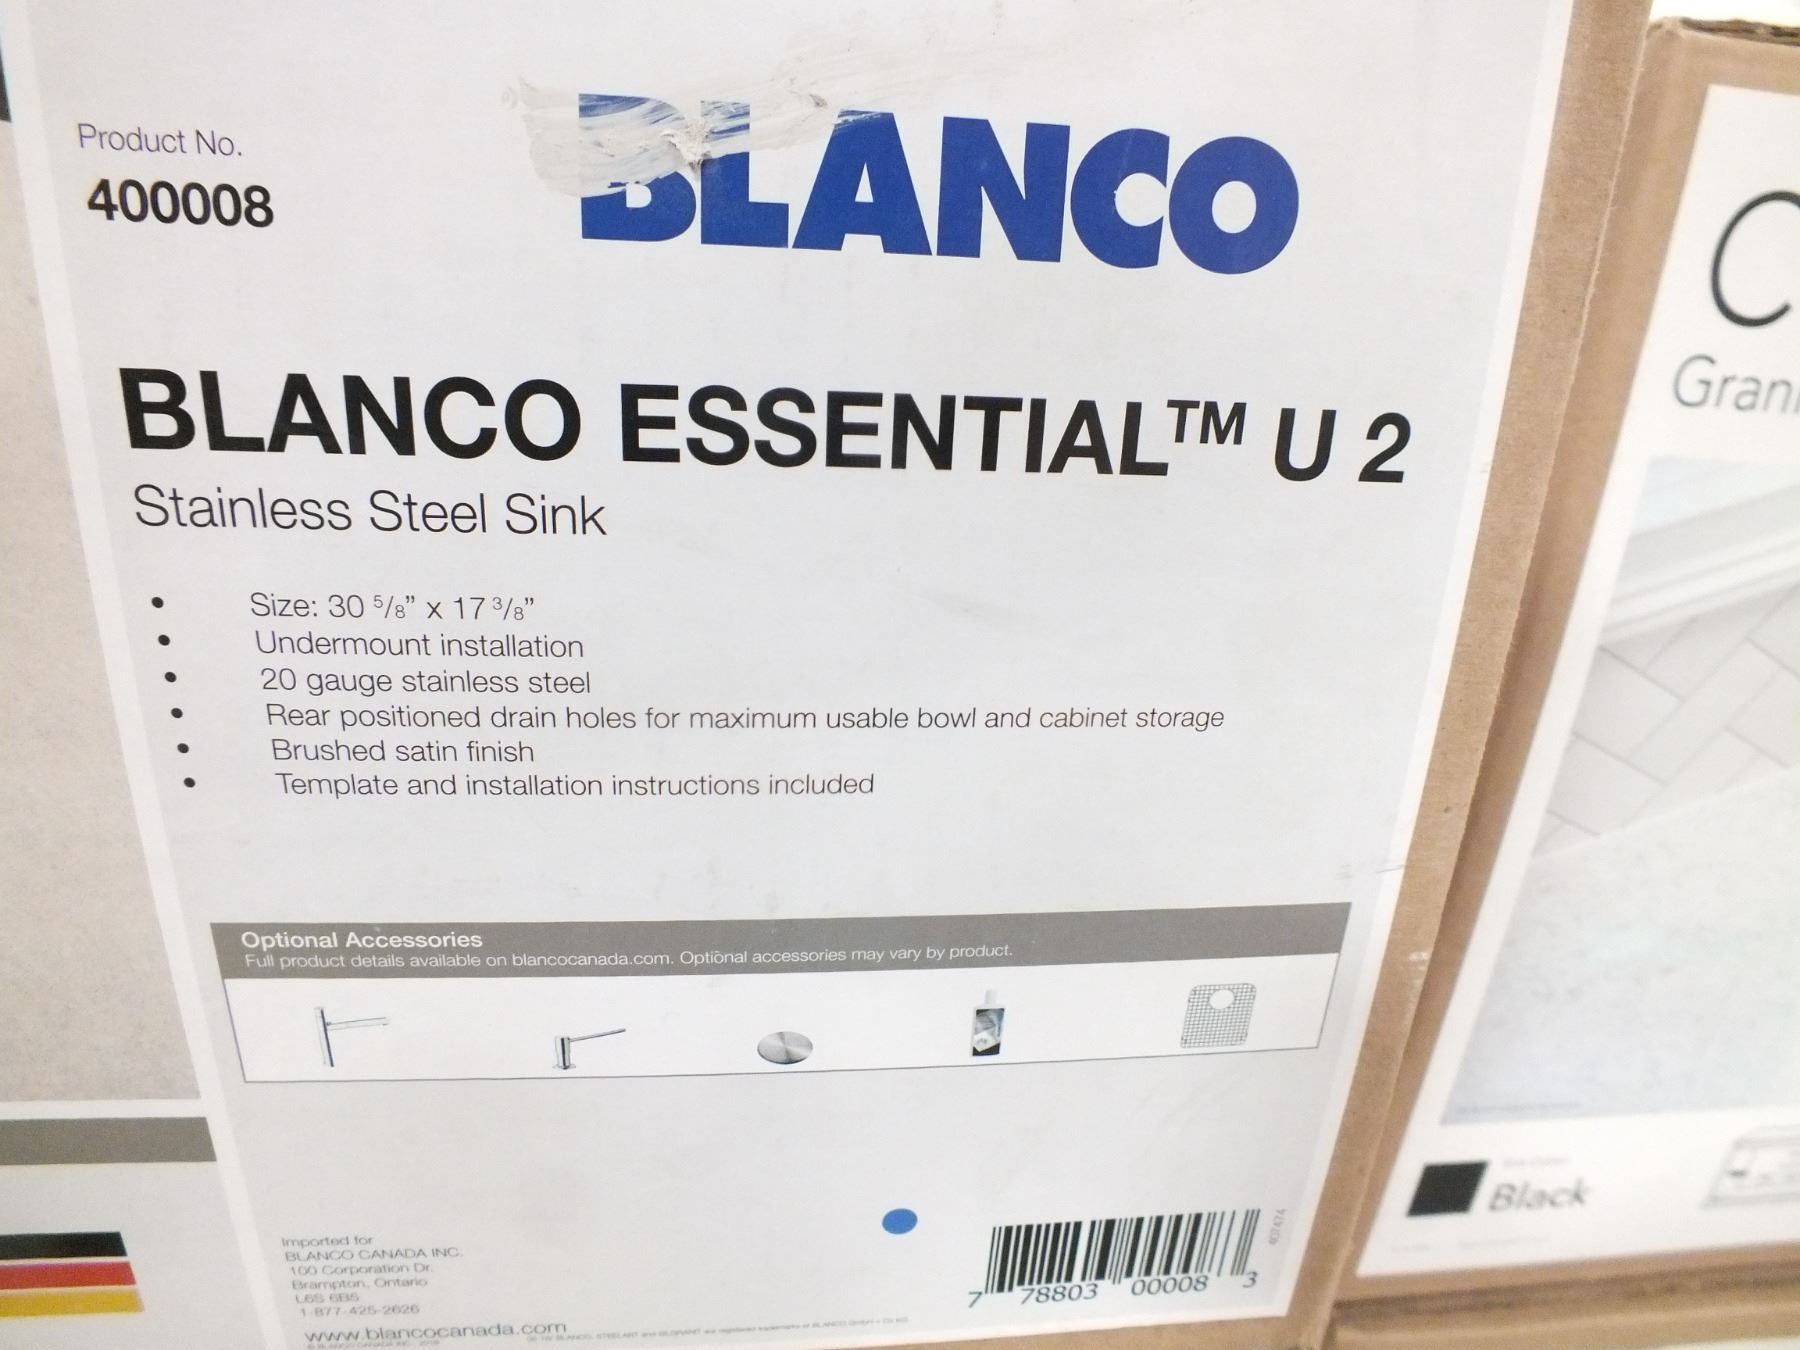 Product No.
400008
BLANCO
BLANCO ESSENTIAL™ U 2
Stainless Steel Sink
• Size: 30 5/8” x 17 3/8”
• Undermount installation
• 20 gauge stainless steel
• Rear positioned drain holes for maximum usable bowl and cabinet storage
• Brushed satin finish
• Template and installation instructions included
Optional Accessories
Full product details available on blancocanada.com. Optional accessories may vary by product.
Imported for
BLANCO CANADA INC.
100 Corporation Dr.
Brampton, Ontario
L6S 6B5
1-877-425-2626
www.blancocanada.com
7 78803 00008 3
407474
C
Grani
Black